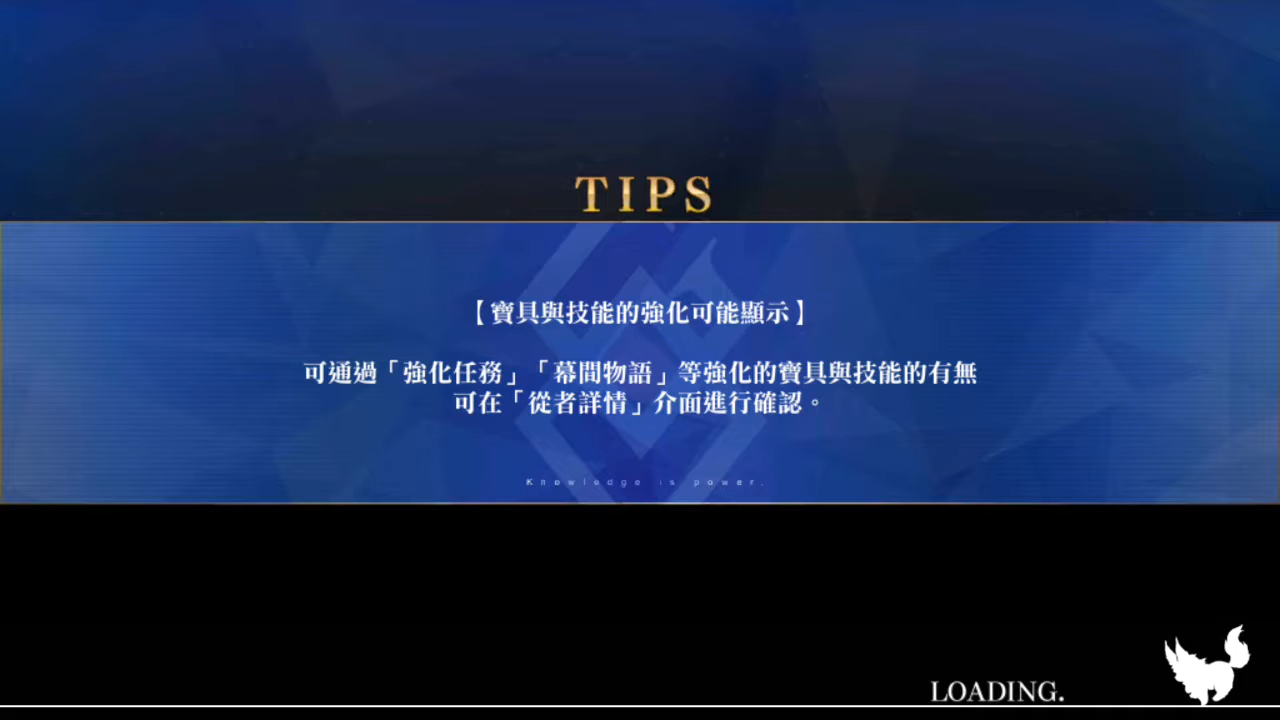 TIPS
【寶具與技能的強化可能顯示】
可通過「強化任務」「幕間物語」等強化的寶具與技能的有無
可在「從者詳情」介面進行確認。
Knowledge is power.
LOADING.